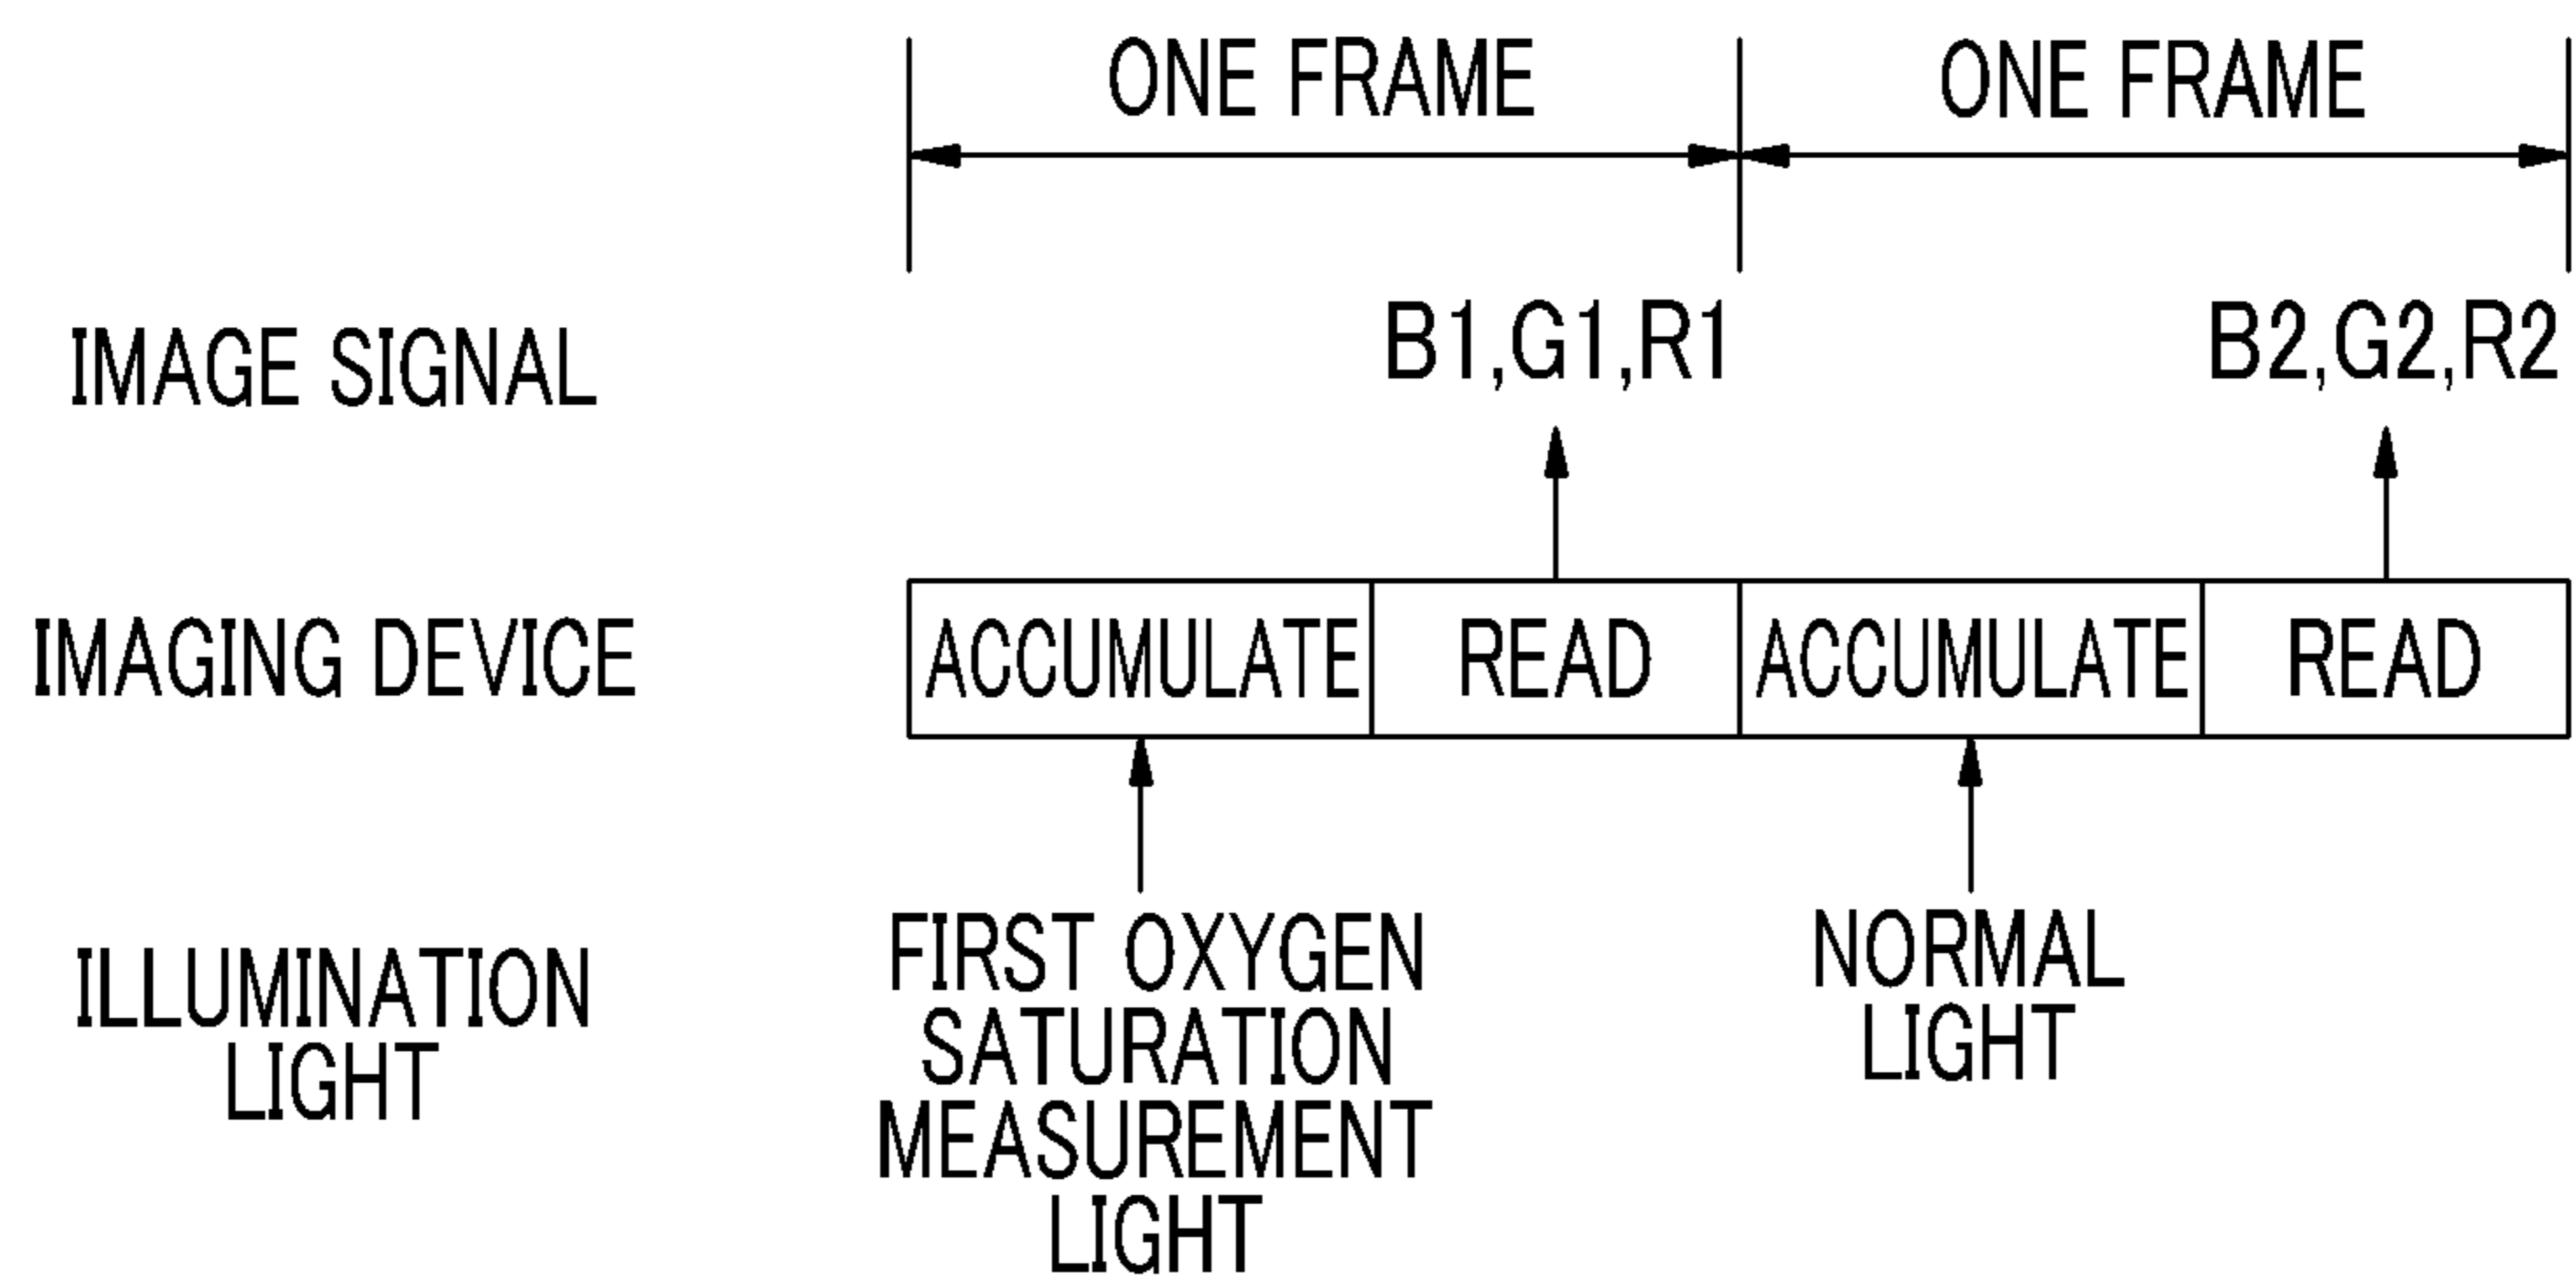 ONE FRAME ONE FRAME
IMAGE SIGNAL B1,G1,R1 B2,G2,R2
IMAGING DEVICE ACCUMULATE READ ACCUMULATE READ
ILLUMINATION
LIGHT
FIRST OXYGEN
SATURATION
MEASUREMENT
LIGHT
NORMAL
LIGHT